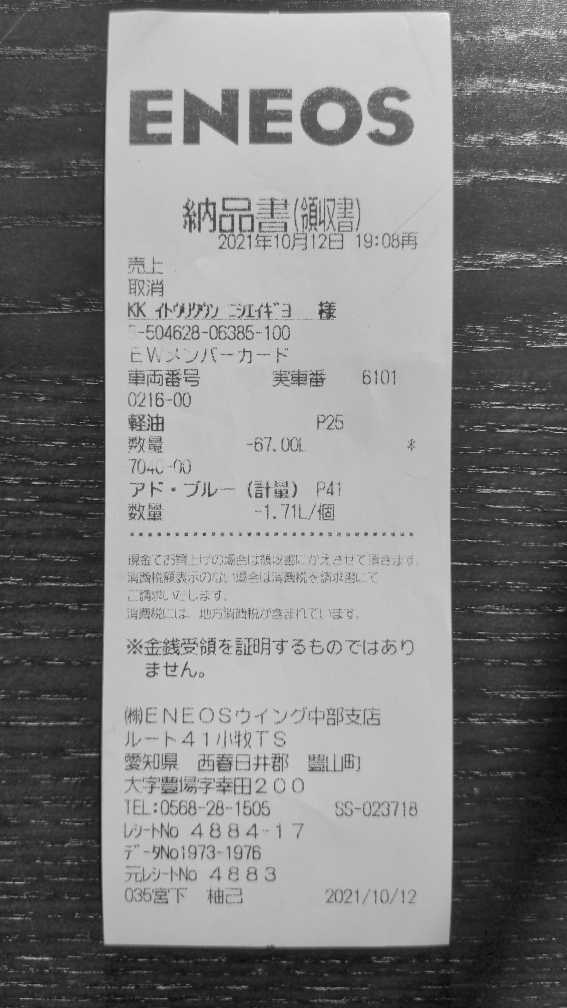 ENEOS
納品書(領収書)
2021年10月12日 19:08再
売上
取消
KK ｲﾄｳﾘｸｳﾝ ﾆｼｴｲｷﾞﾖ 様
-504628-06385-100
ＥＷメンバーカード
車両番号 実車番 6101
0216-00
軽油 P25
数量 -67.00L *
7040-00
アド・ブルー（計量） P41
数量 -1.71L/個
現金でお買上げの場合は領収書にかえさせて頂きます。
消費税額表示のない場合は消費税を請求書にて
ご請求いたします。
消費税には、地方消費税が含まれています。
※金銭受領を証明するものではあり
ません。
㈱ＥＮＥＯＳウイング中部支店
ルート４１小牧ＴＳ
愛知県 西春日井郡 豊山町
大字豊場字幸田２００
TEL:0568-28-1505 SS-023718
ﾚｼｰﾄNo ４８８４-１７
ﾃﾞｰﾀNo1973-1976
元ﾚｼｰﾄNo ４８８３
035宮下 柚己 2021/10/12